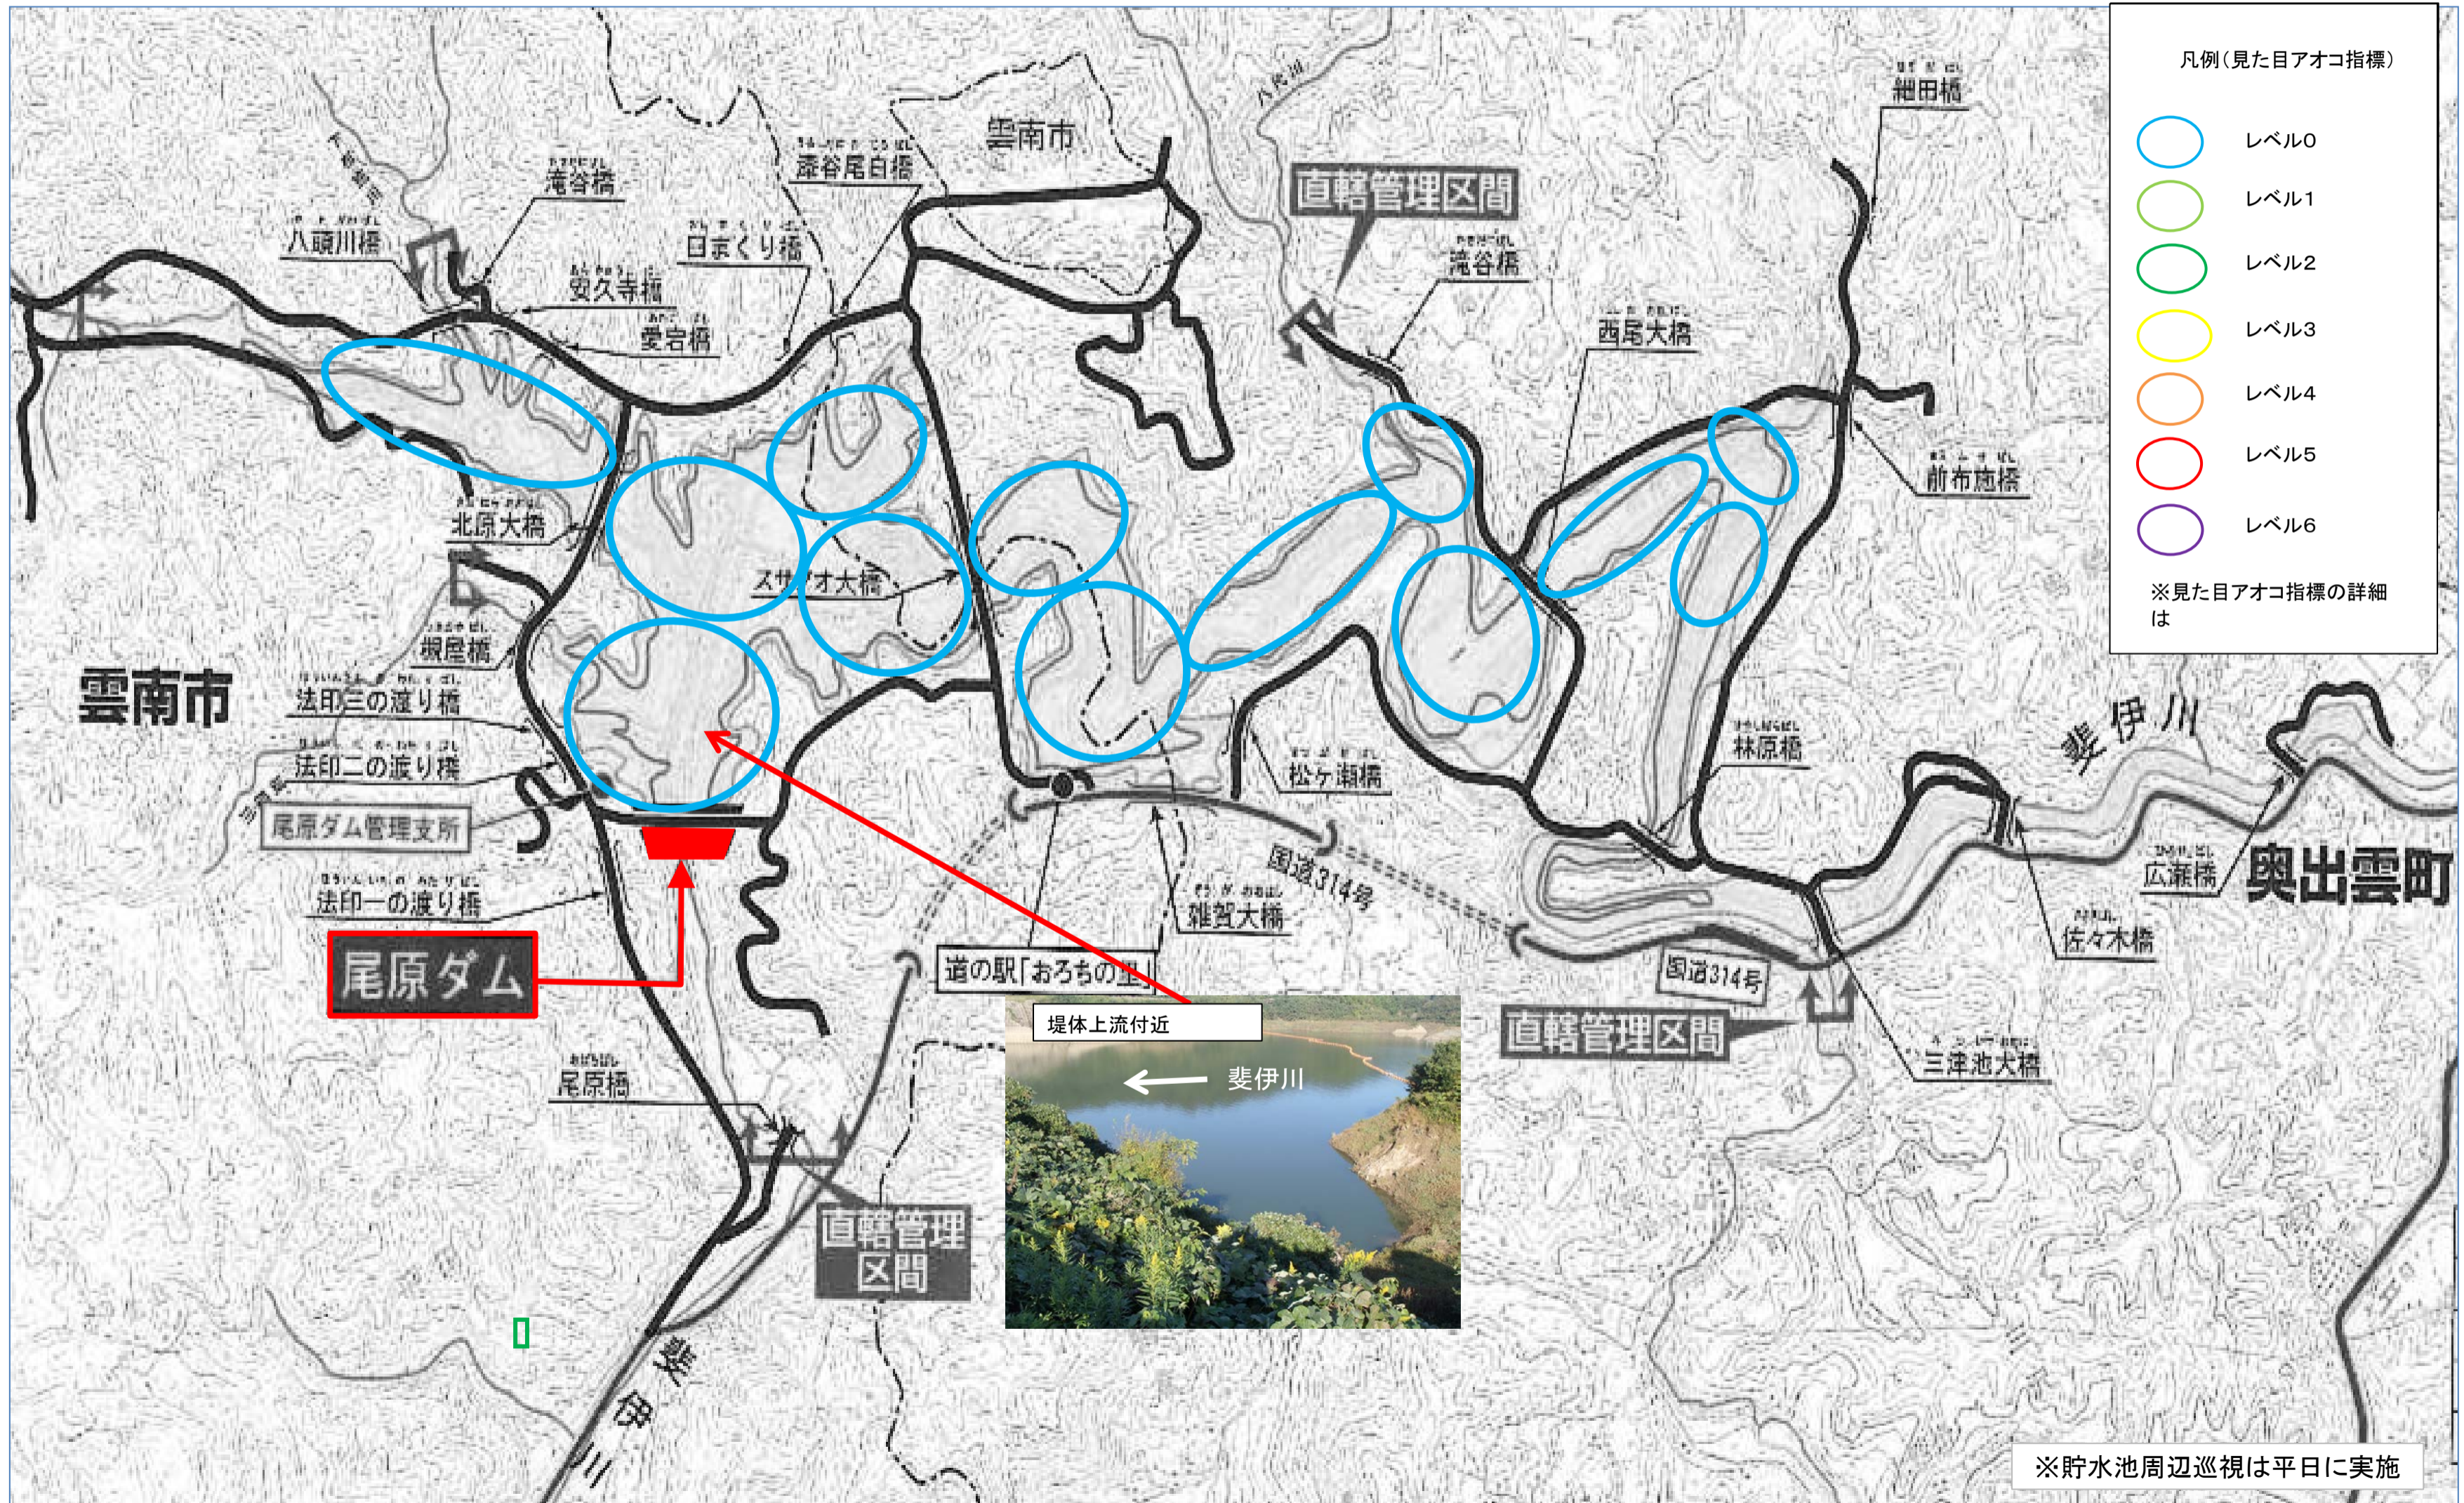 凡例(見た目アオコ指標)
レベル0
レベル1
レベル2
レベル3
レベル4
レベル5
レベル6
※見た目アオコ指標の詳細
は
細田橋
八代川
雲南市
滝谷橋
八頭川橋
安久寺橋
愛宕橋
日まくり橋
直轄管理区間
滝谷橋
西尾大橋
前布施橋
北原大橋
スサノオ大橋
槻屋橋
雲南市
法印三の渡り橋
法印二の渡り橋
尾原ダム管理支所
法印一の渡り橋
尾原ダム
松ケ瀬橋
林原橋
斐伊川
広瀬橋
奥出雲町
佐々木橋
国道314号
雑賀大橋
道の駅「おろちの里」
国道314号
直轄管理区間
三津池大橋
堤体上流付近
斐伊川
尾原橋
直轄管理
区間
斐伊川
※貯水池周辺巡視は平日に実施